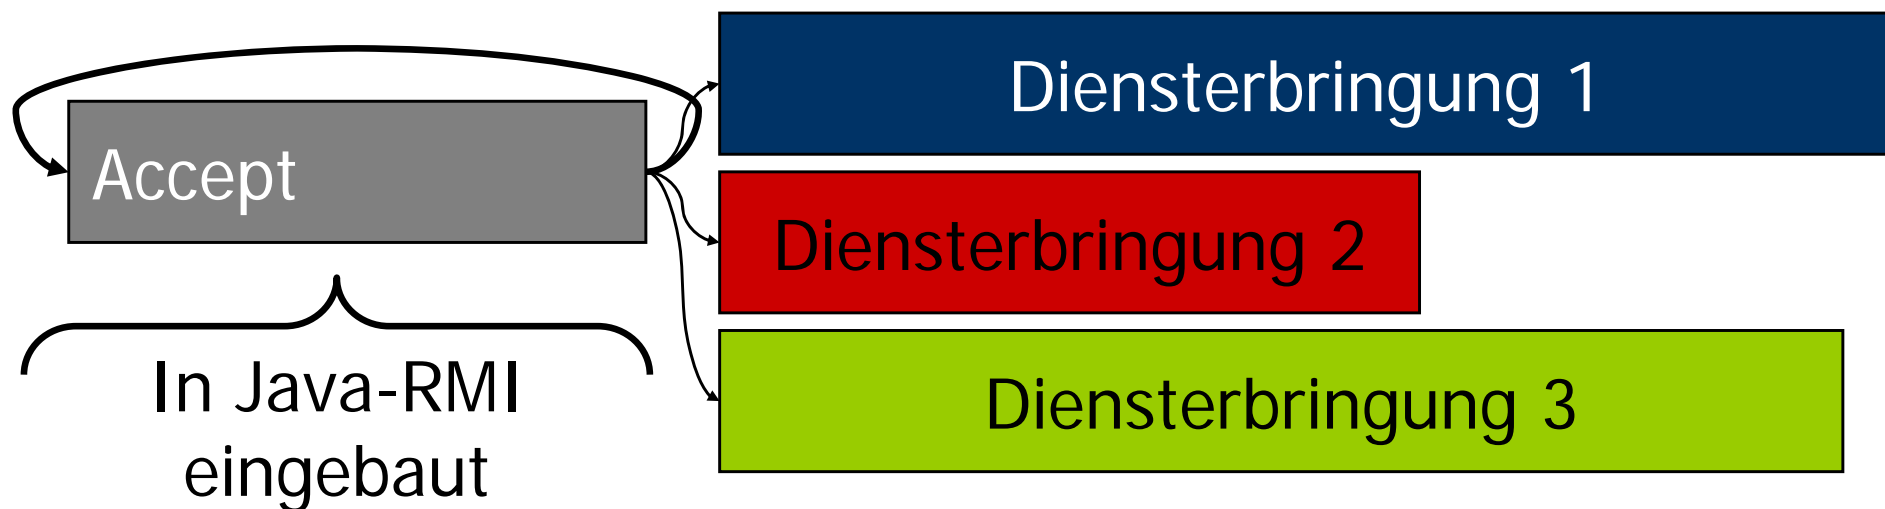 Accept
Diensterbringung 1
Diensterbringung 2
Diensterbringung 3
In Java-RMI
eingebaut